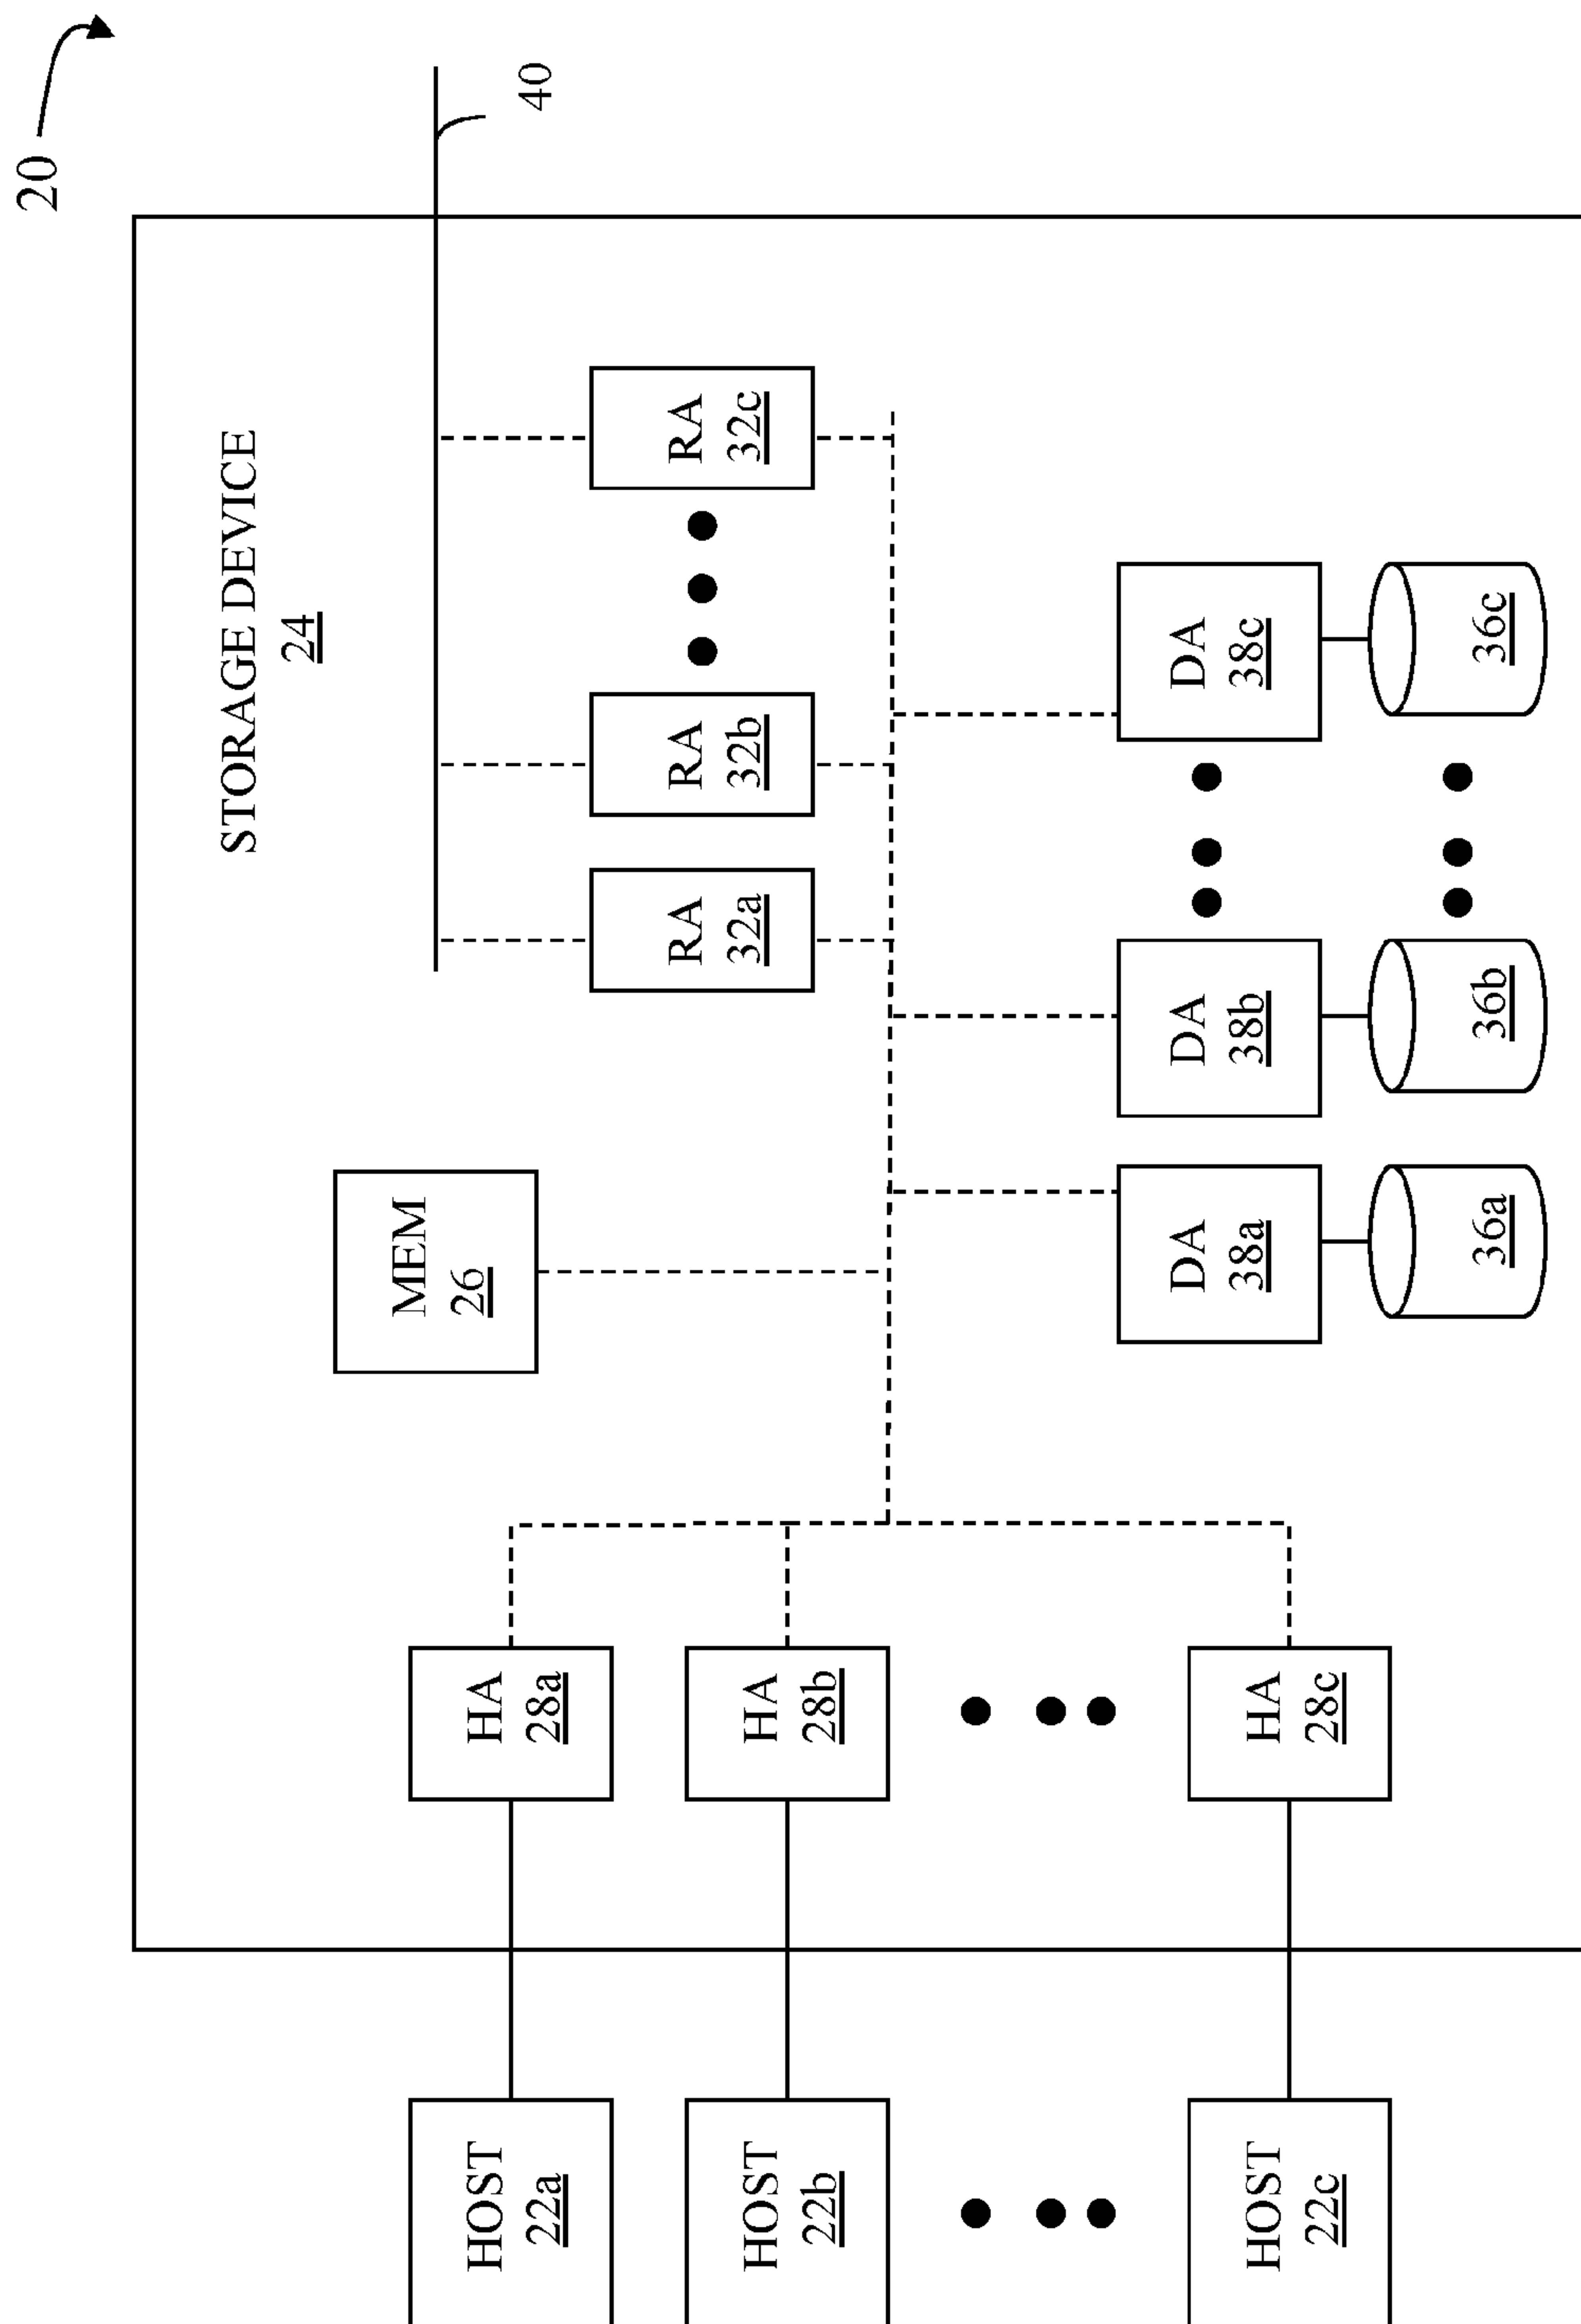 20
40
STORAGE DEVICE
24
MEM
26
RA
32a
RA
32b
RA
32c
HOST
22a
HA
28a
HOST
22b
HA
28b
HOST
22c
HA
28c
DA
38a
DA
38b
DA
38c
36a
36b
36c